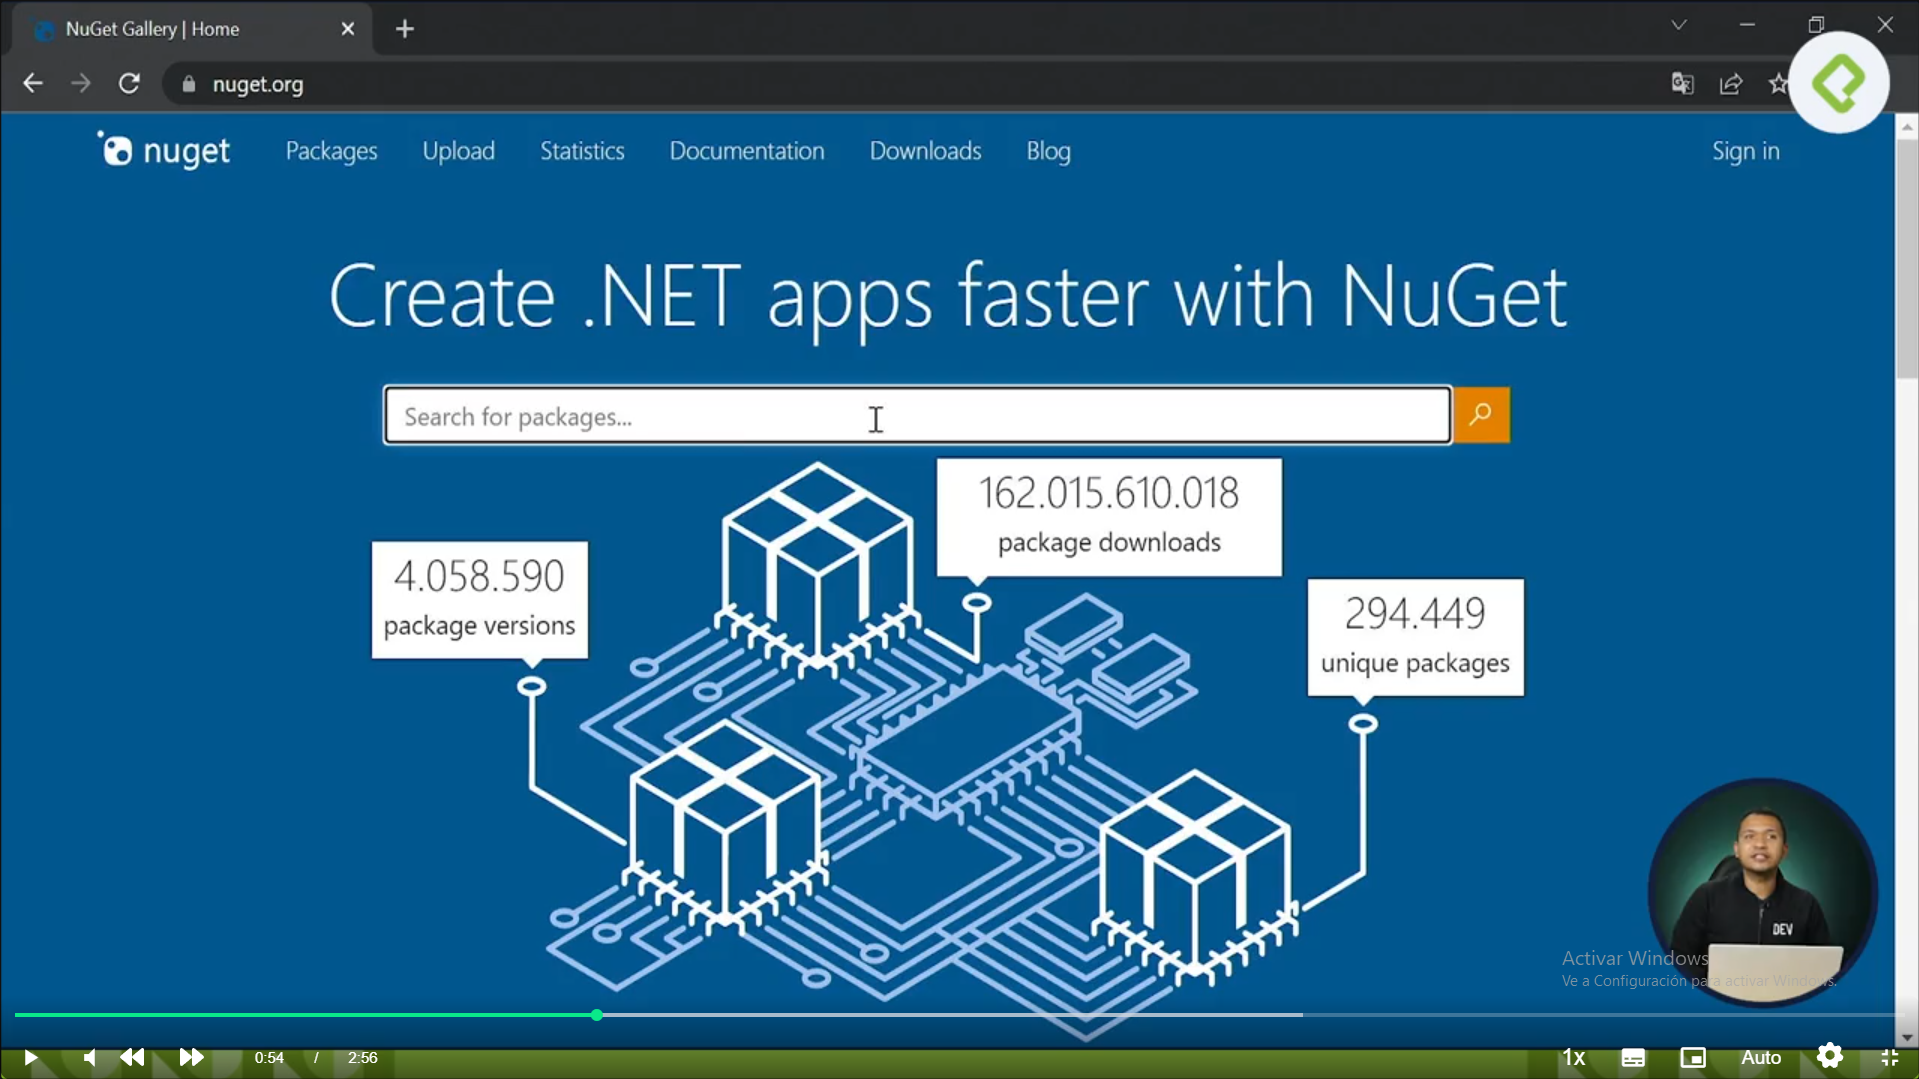 NuGet Gallery | Home
nuget.org
nuget Packages Upload Statistics Documentation Downloads Blog Sign in
Create .NET apps faster with NuGet
Search for packages...
162.015.610.018
package downloads
4.058.590
package versions
294.449
unique packages
DEV
Activar Windows
Ve a Configuración para activar Windows.
0:54 / 2:56 1x Auto